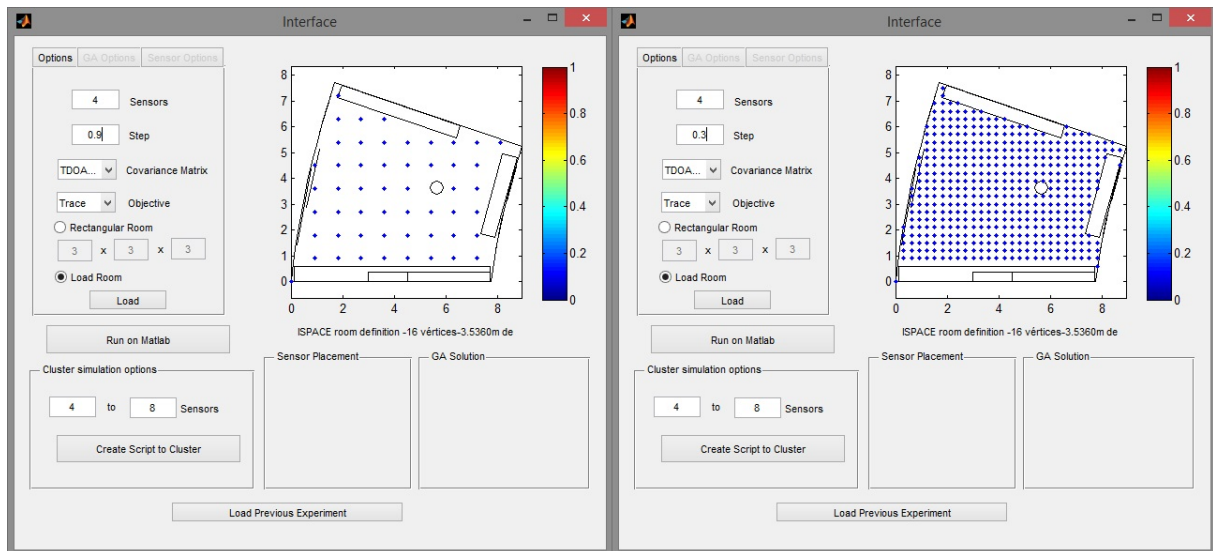 Interface
Options GA Options Sensor Options
4 Sensors
0.9 Step
TDOA... Covariance Matrix
Trace Objective
Rectangular Room
3 x 3 x 3
Load Room
Load
8
7
6
5
4
3
2
1
0
0 2 4 6 8
1
0.8
0.6
0.4
0.2
0
ISPACE room definition -16 vértices-3.5360m de
Run on Matlab
Cluster simulation options
4 to 8 Sensors
Create Script to Cluster
Sensor Placement
GA Solution
Load Previous Experiment
Interface
Options GA Options Sensor Options
4 Sensors
0.3 Step
TDOA... Covariance Matrix
Trace Objective
Rectangular Room
3 x 3 x 3
Load Room
Load
8
7
6
5
4
3
2
1
0
0 2 4 6 8
1
0.8
0.6
0.4
0.2
0
ISPACE room definition -16 vértices-3.5360m de
Run on Matlab
Cluster simulation options
4 to 8 Sensors
Create Script to Cluster
Sensor Placement
GA Solution
Load Previous Experiment